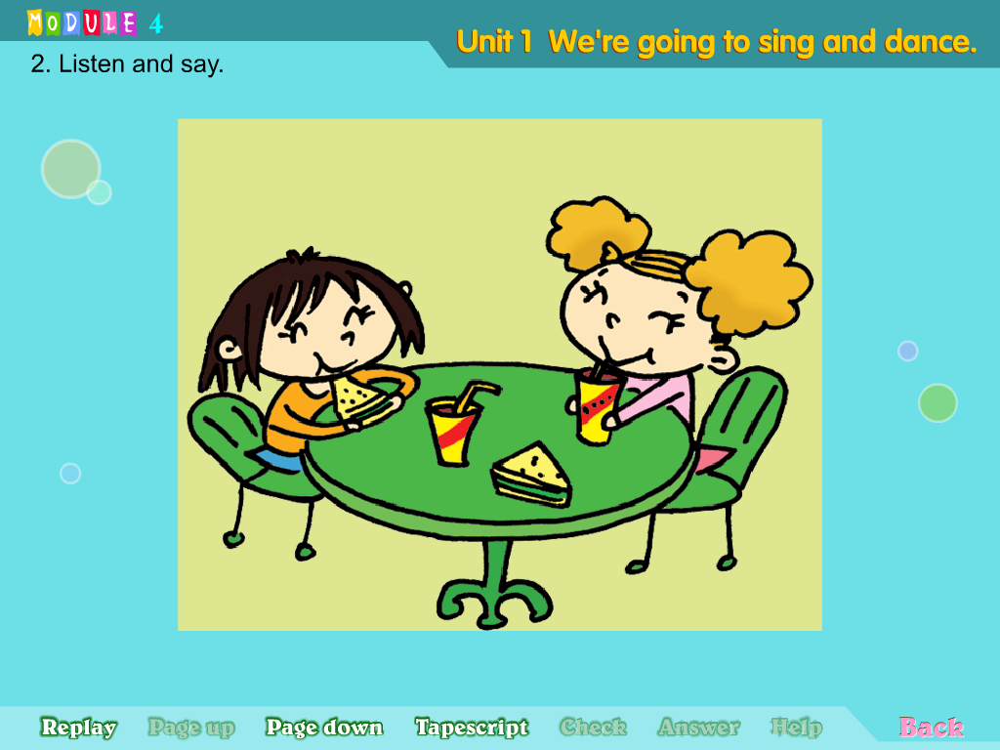 MODULE 4
Unit 1 We're going to sing and dance.
2. Listen and say.
Replay Page up Page down Tapescript Check Answer Help Back